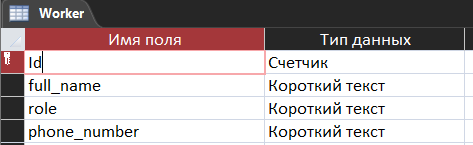 Worker
Имя поля Тип данных
Id Счетчик
full_name Короткий текст
role Короткий текст
phone_number Короткий текст